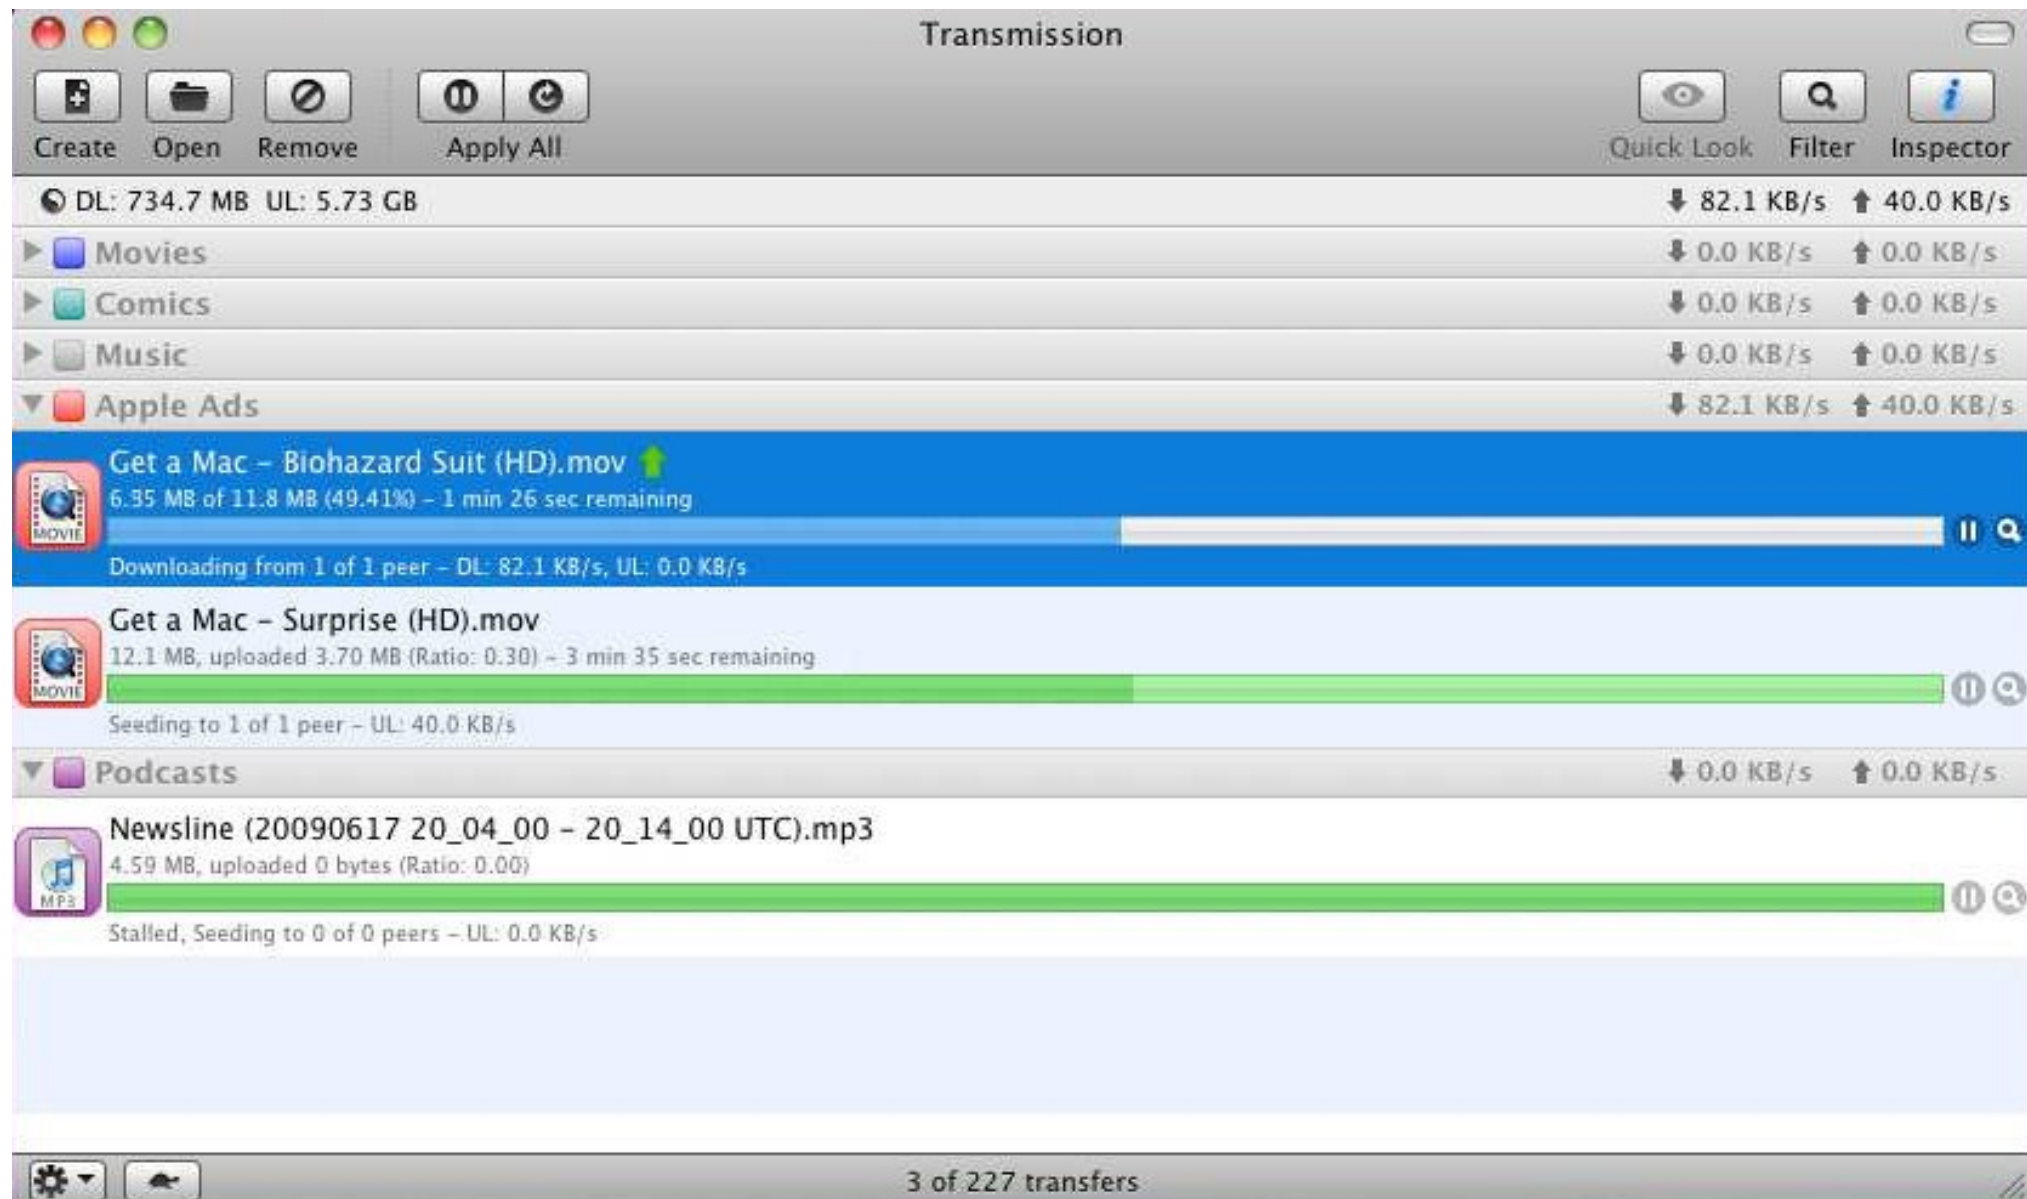 Transmission
Create Open Remove Apply All Quick Look Filter Inspector
DL: 734.7 MB UL: 5.73 GB 82.1 KB/s 40.0 KB/s
Movies 0.0 KB/s 0.0 KB/s
Comics 0.0 KB/s 0.0 KB/s
Music 0.0 KB/s 0.0 KB/s
Apple Ads 82.1 KB/s 40.0 KB/s
Get a Mac – Biohazard Suit (HD).mov
6.35 MB of 11.8 MB (49.41%) – 1 min 26 sec remaining
MOVIE
Downloading from 1 of 1 peer – DL: 82.1 KB/s, UL: 0.0 KB/s
Get a Mac – Surprise (HD).mov
12.1 MB, uploaded 3.70 MB (Ratio: 0.30) – 3 min 35 sec remaining
MOVIE
Seeding to 1 of 1 peer – UL: 40.0 KB/s
Podcasts 0.0 KB/s 0.0 KB/s
Newsline (20090617 20_04_00 – 20_14_00 UTC).mp3
4.59 MB, uploaded 0 bytes (Ratio: 0.00)
MP3
Stalled, Seeding to 0 of 0 peers – UL: 0.0 KB/s
3 of 227 transfers